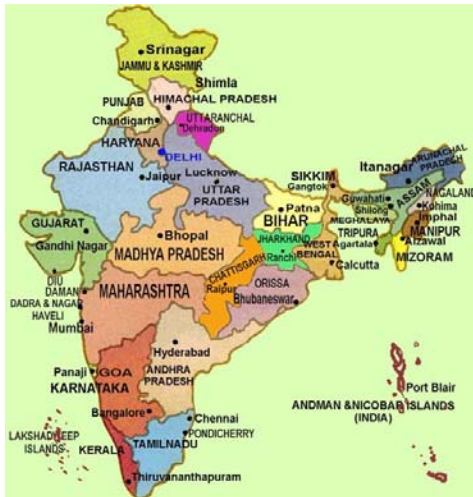 Srinagar
JAMMU & KASHMIR
Shimla
PUNJAB
HIMACHAL PRADESH
Chandigarh
UTTARANCHAL
Dehradun
HARYANA
DELHI
RAJASTHAN
Jaipur
Lucknow
UTTAR
PRADESH
SIKKIM
Gangtok
Itanagar
ARUNACHAL
PRADECH
ASSAM
NAGALAND
Guwahati
Kohima
Shilong
Imphal
MEGHALAYA
MANIPUR
TRIPURA
Agartala
Aizawal
MIZORAM
Patna
BIHAR
GUJARAT
Gandhi Nagar
Bhopal
MADHYA PRADESH
JHARKHAND
Ranchi
WEST
BENGAL
Calcutta
CHATTISGARH
Raipur
ORISSA
Bhubaneswar
DIU
DAMAN
DADRA & NAGAR
HAVELI
MAHARASHTRA
Mumbai
Hyderabad
ANDHRA
PRADESH
Panaji
GOA
KARNATAKA
Bangalore
Chennai
PONDICHERRY
TAMILNADU
KERALA
Thiruvananthapuram
LAKSHADWEEP
ISLANDS
Port Blair
ANDMAN & NICOBAR ISLANDS
(INDIA)